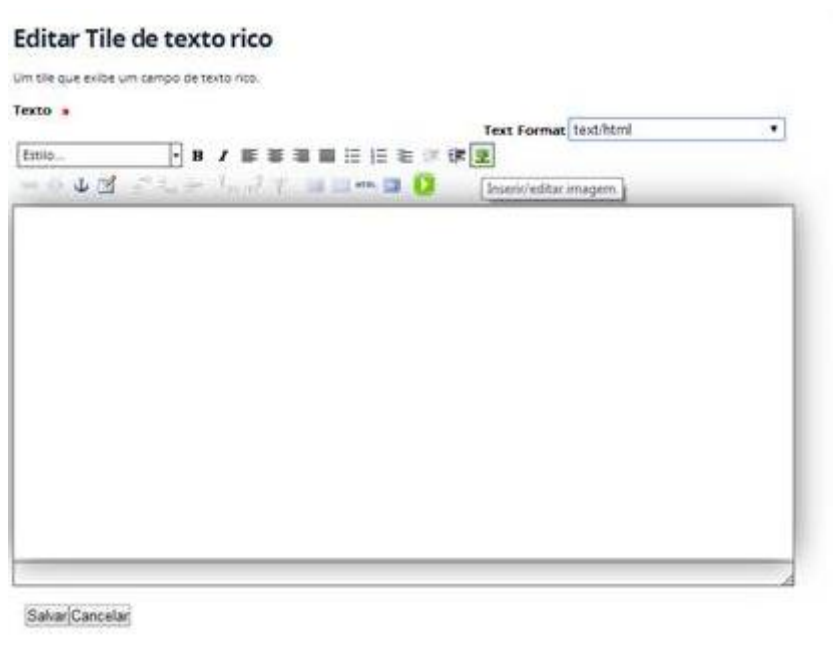 Editar Tile de texto rico
Um tile que exibe um campo de texto rico.
Texto
Text Format text/html
Estilo... B I
HTML
Inserir/editar imagem
Salvar Cancelar